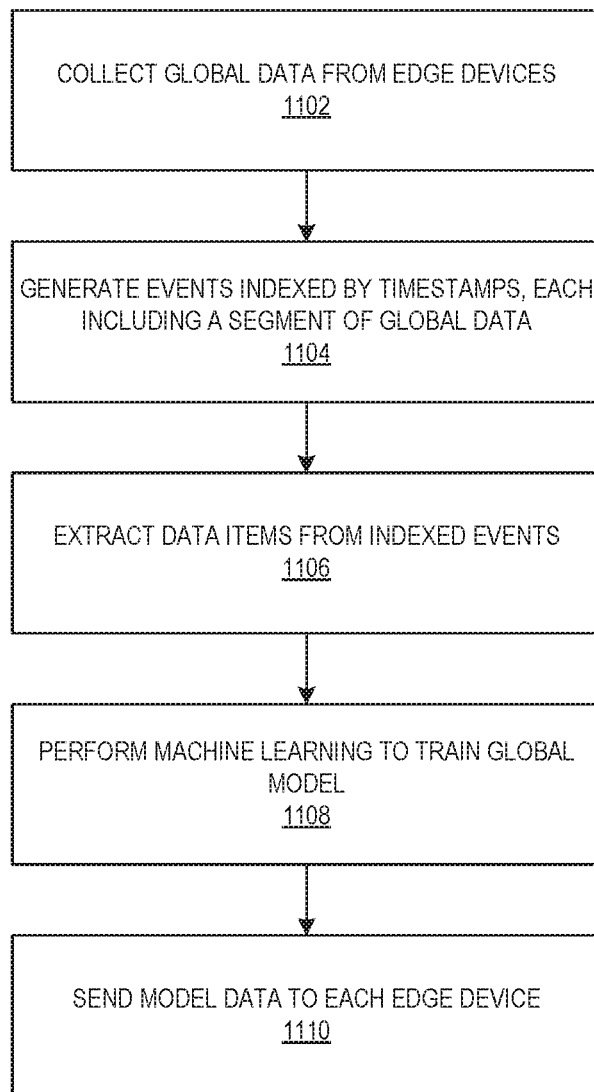 COLLECT GLOBAL DATA FROM EDGE DEVICES
1102
GENERATE EVENTS INDEXED BY TIMESTAMPS, EACH
INCLUDING A SEGMENT OF GLOBAL DATA
1104
EXTRACT DATA ITEMS FROM INDEXED EVENTS
1106
PERFORM MACHINE LEARNING TO TRAIN GLOBAL
MODEL
1108
SEND MODEL DATA TO EACH EDGE DEVICE
1110